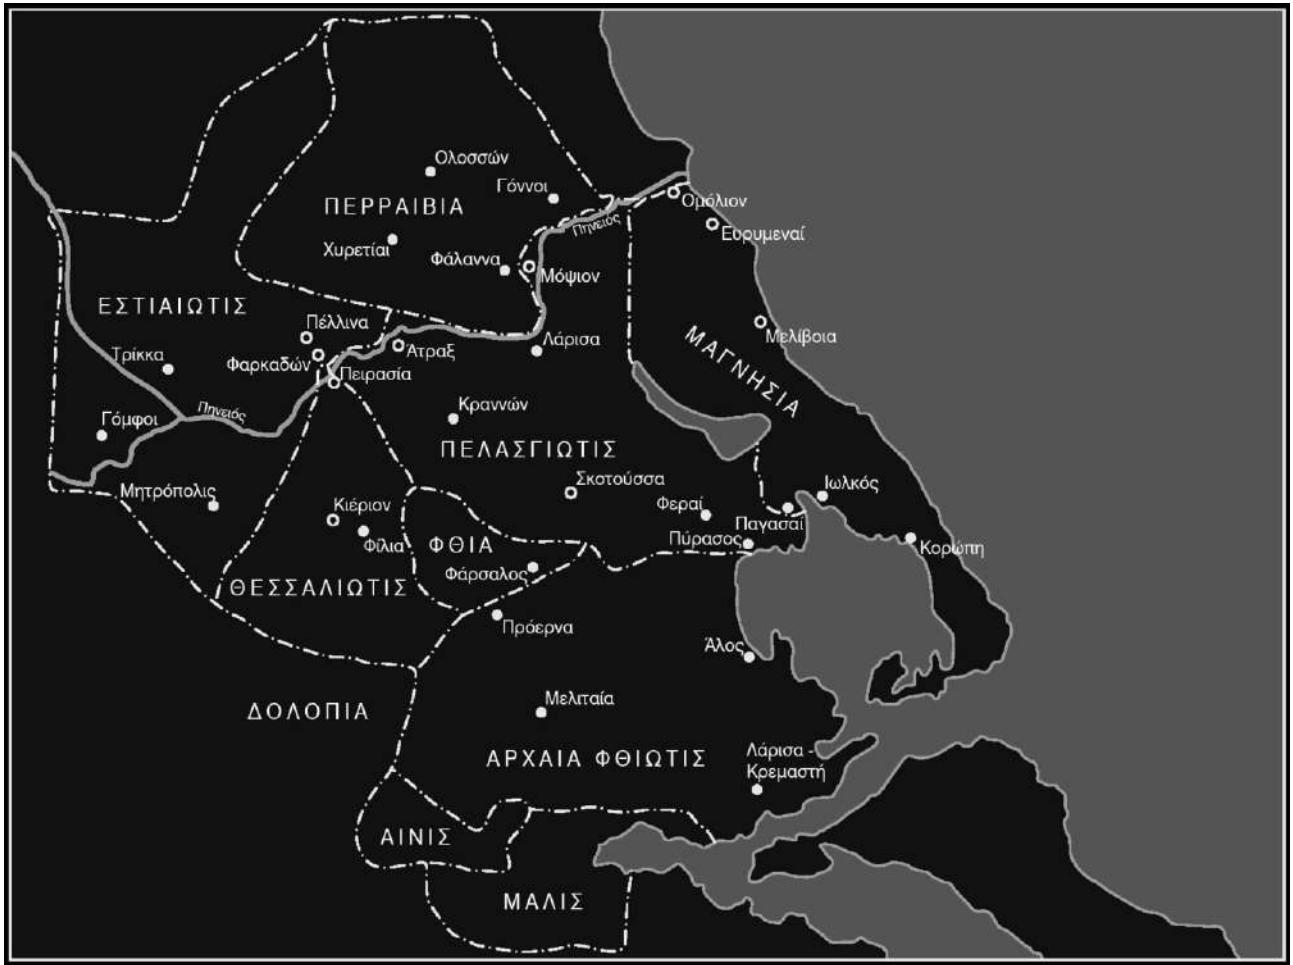 Ολοσσών
Γόννοι
ΠΕΡΡΑΙΒΙΑ
Ομόλιον
Πηνειός
Ευρυμεναί
Χυρετίαι
Φάλαννα
Μόψιον
ΕΣΤΙΑΙΩΤΙΣ
Πέλλινα
Μελίβοια
ΜΑΓΝΗΣΙΑ
Τρίκκα
Φαρκαδών
Άτραξ
Λάρισα
Πειρασία
Γόμφοι
Πηνειός
Κραννών
ΠΕΛΑΣΓΙΩΤΙΣ
Μητρόπολις
Σκοτούσσα
Ιωλκός
Κιέριον
Φεραί
Παγασαί
Φίλια
ΦΘΙΑ
Πύρασος
Κορώπη
Φάρσαλος
ΘΕΣΣΑΛΙΩΤΙΣ
Πρόερνα
Άλος
Μελιταία
ΔΟΛΟΠΙΑ
ΑΡΧΑΙΑ ΦΘΙΩΤΙΣ
Λάρισα -
Κρεμαστή
ΑΙΝΙΣ
ΜΑΛΙΣ